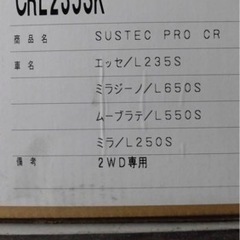 CRL235SR
商品名 SUSTEC PRO CR
車名 エッセ/L235S
ミラジーノ/L650S
ムーブラテ/L550S
ミラ/L250S
備考 2WD専用